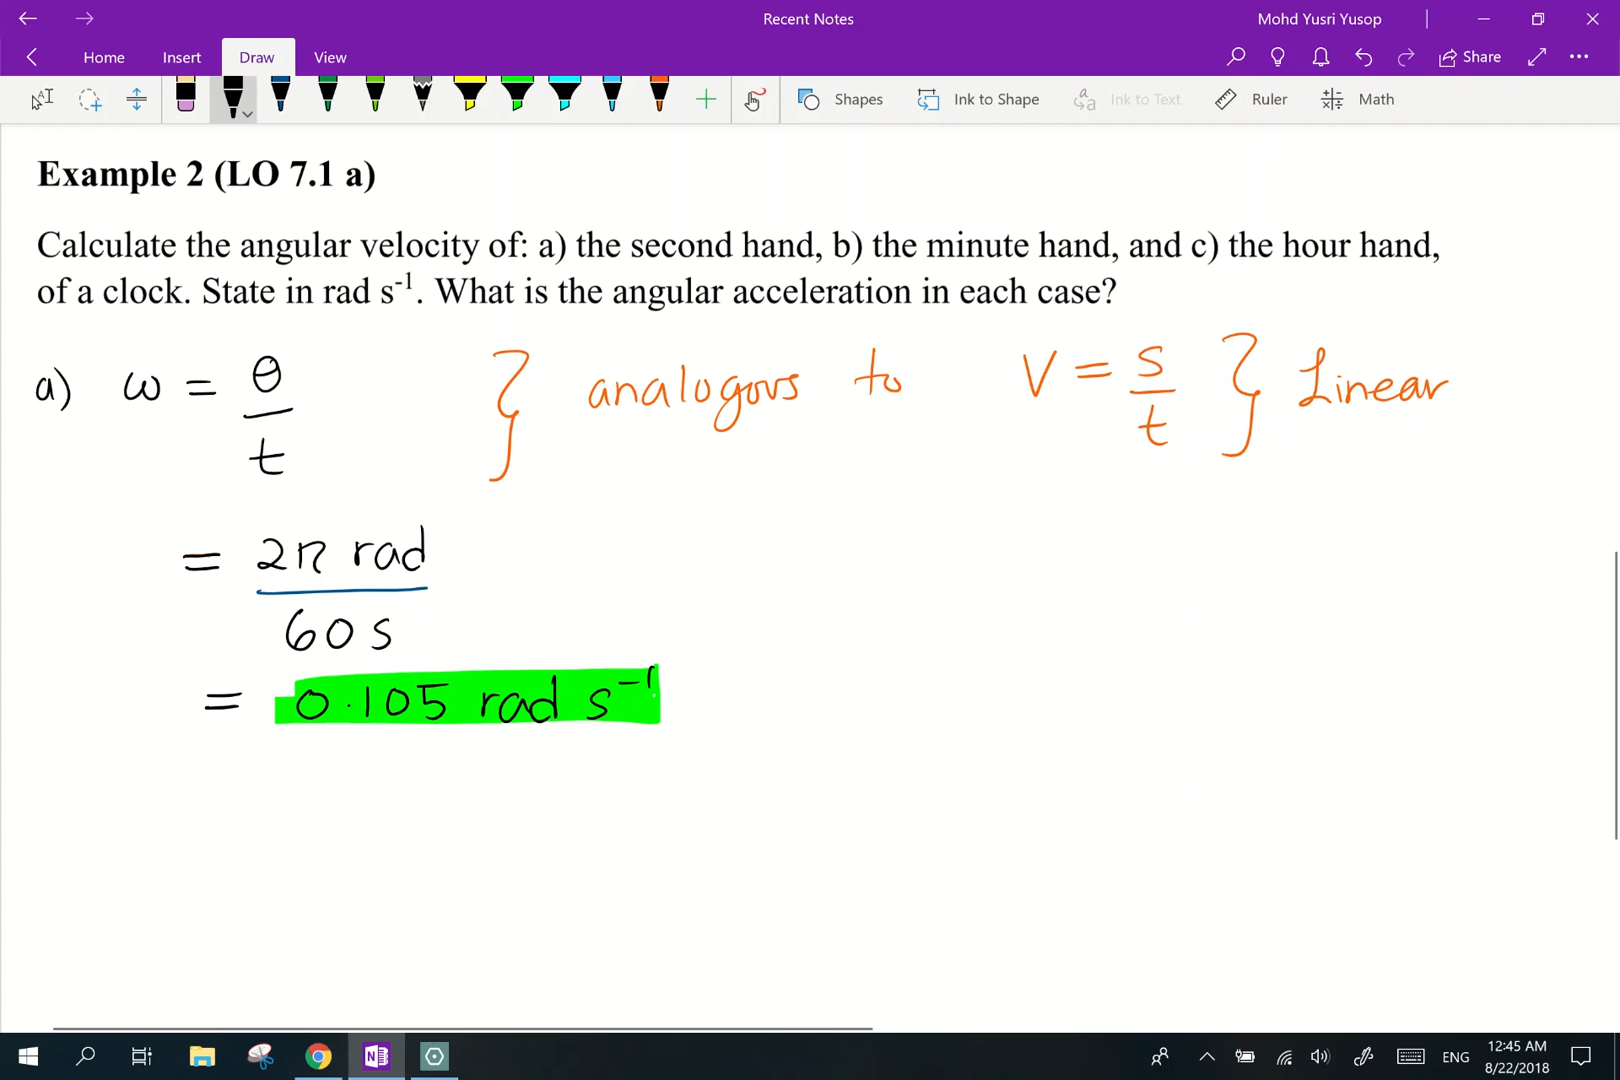 Recent Notes
Mohd Yusri Yusop
Home Insert Draw View
Share
Shapes Ink to Shape Ink to Text Ruler Math
Example 2 (LO 7.1 a)
Calculate the angular velocity of: a) the second hand, b) the minute hand, and c) the hour hand,
of a clock. State in rad s⁻¹. What is the angular acceleration in each case?
a) ω = θ/t } analogous to V = s/t } Linear
= 2π rad / 60 s
= 0.105 rad s⁻¹
ENG
12:45 AM
8/22/2018